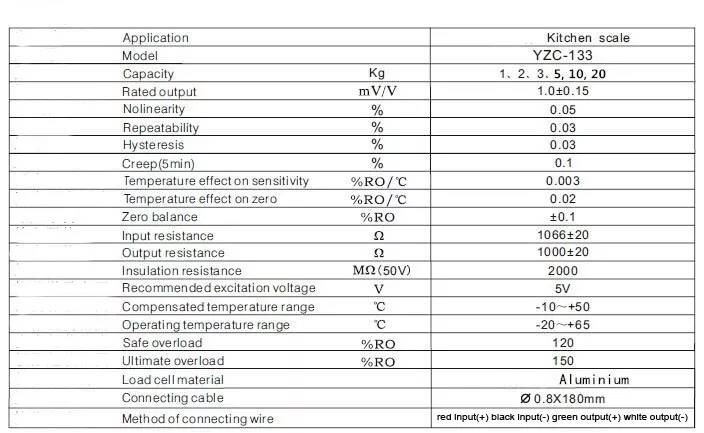 Application Kitchen scale
Model YZC-133
Capacity Kg 1、2、3、5, 10, 20
Rated output mV/V 1.0±0.15
Nolinearity % 0.05
Repeatability % 0.03
Hysteresis % 0.03
Creep(5min) % 0.1
Temperature effect on sensitivity %RO/℃ 0.003
Temperature effect on zero %RO/℃ 0.02
Zero balance %RO ±0.1
Input resistance Ω 1066±20
Output resistance Ω 1000±20
Insulation resistance MΩ(50V) 2000
Recommended excitation voltage V 5V
Compensated temperature range ℃ -10～+50
Operating temperature range ℃ -20～+65
Safe overload %RO 120
Ultimate overload %RO 150
Load cell material Aluminium
Connecting cable Ø 0.8X180mm
Method of connecting wire red input(+) black input(-) green output(+) white output(-)